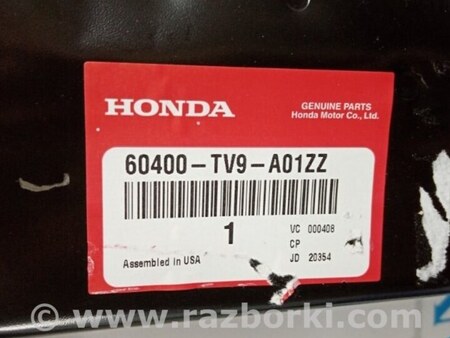 HONDA
GENUINE PARTS
Honda Motor Co., Ltd.
60400-TV9-A01ZZ
1
VC 000408
CP
JD 20354
Assembled in USA
© www.razborki.com